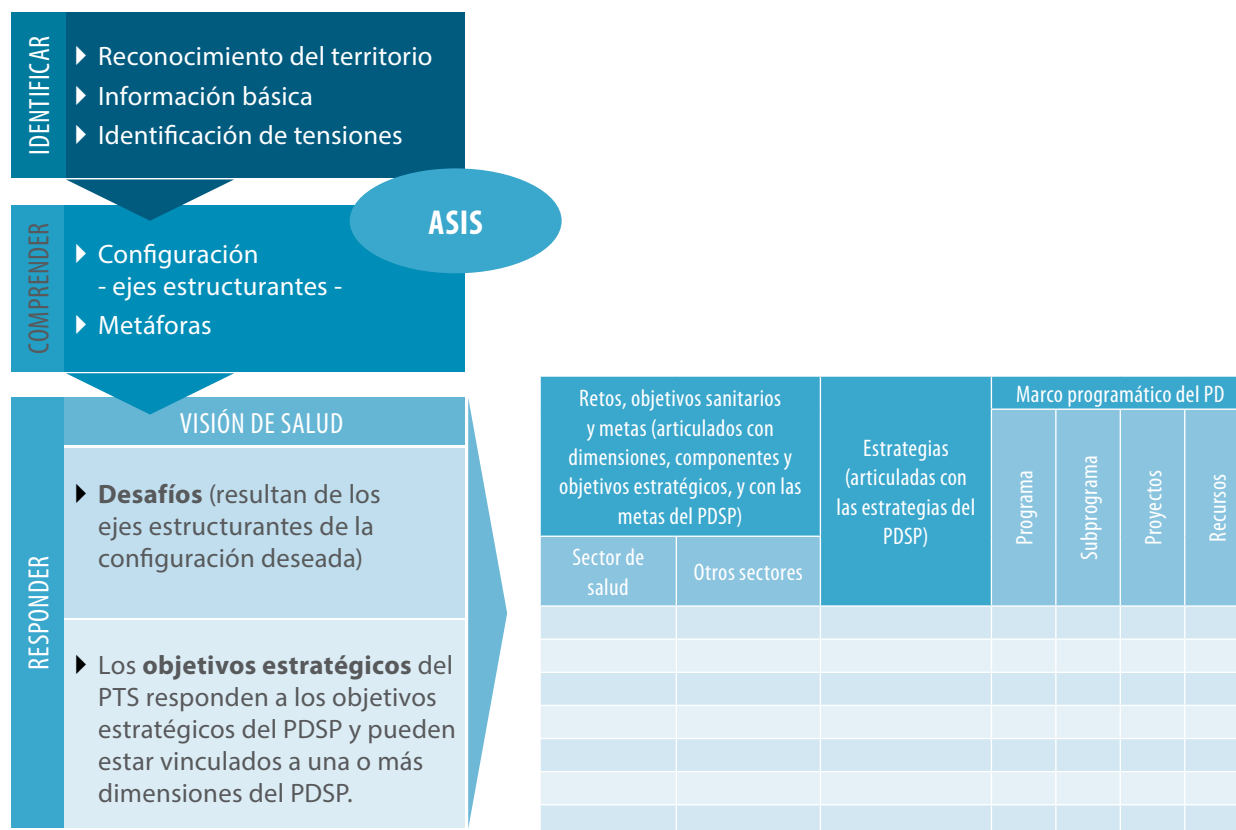 IDENTIFICAR
Reconocimiento del territorio
Información básica
Identificación de tensiones
ASIS
COMPRENDER
Configuración
- ejes estructurantes -
Metáforas
RESPONDER
VISIÓN DE SALUD
Desafíos (resultan de los
ejes estructurantes de la
configuración deseada)
Los objetivos estratégicos del
PTS responden a los objetivos
estratégicos del PDSP y pueden
estar vinculados a una o más
dimensiones del PDSP.
Retos, objetivos sanitarios
y metas (articulados con
dimensiones, componentes y
objetivos estratégicos, y con las
metas del PDSP)
Sector de
salud
Otros sectores
Estrategias
(articuladas con
las estrategias del
PDSP)
Marco programático del PD
Programa
Subprograma
Proyectos
Recursos